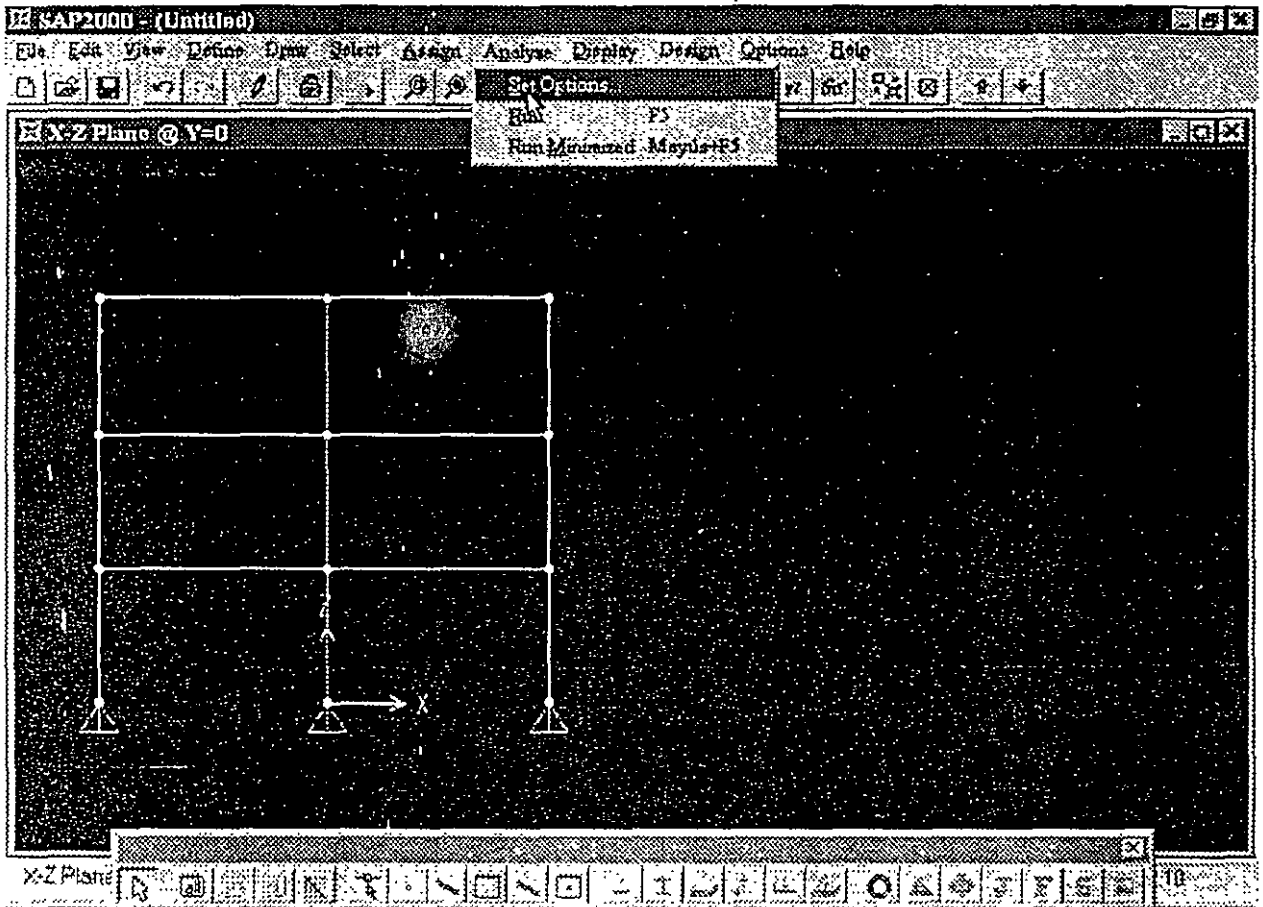 SAP2000 - (Untitled)
File Edit View Define Draw Select Assign Analyse Display Design Options Help
Set Options...
Run F5
Run Minimized Mayús+F5
X-Z Plane @ Y=0
Z
X
X-Z Plane